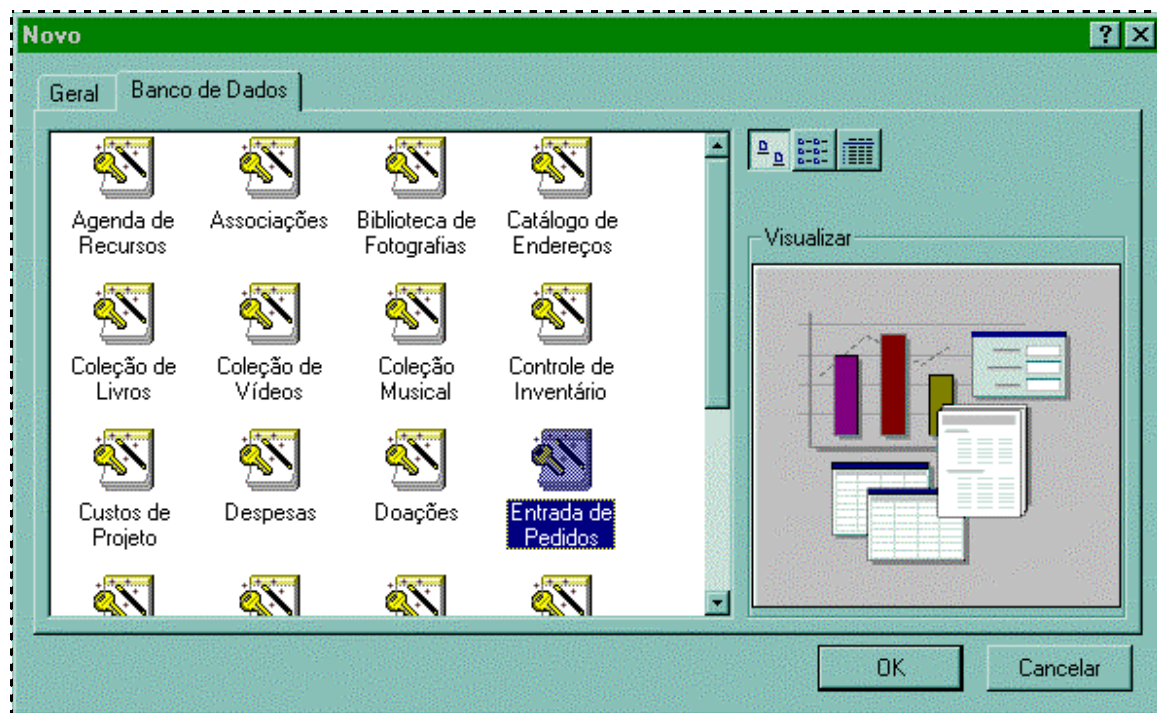 Novo
Geral
Banco de Dados
Agenda de
Recursos
Associações
Biblioteca de
Fotografias
Catálogo de
Endereços
Coleção de
Livros
Coleção de
Vídeos
Coleção
Musical
Controle de
Inventário
Custos de
Projeto
Despesas
Doações
Entrada de
Pedidos
Visualizar
OK
Cancelar